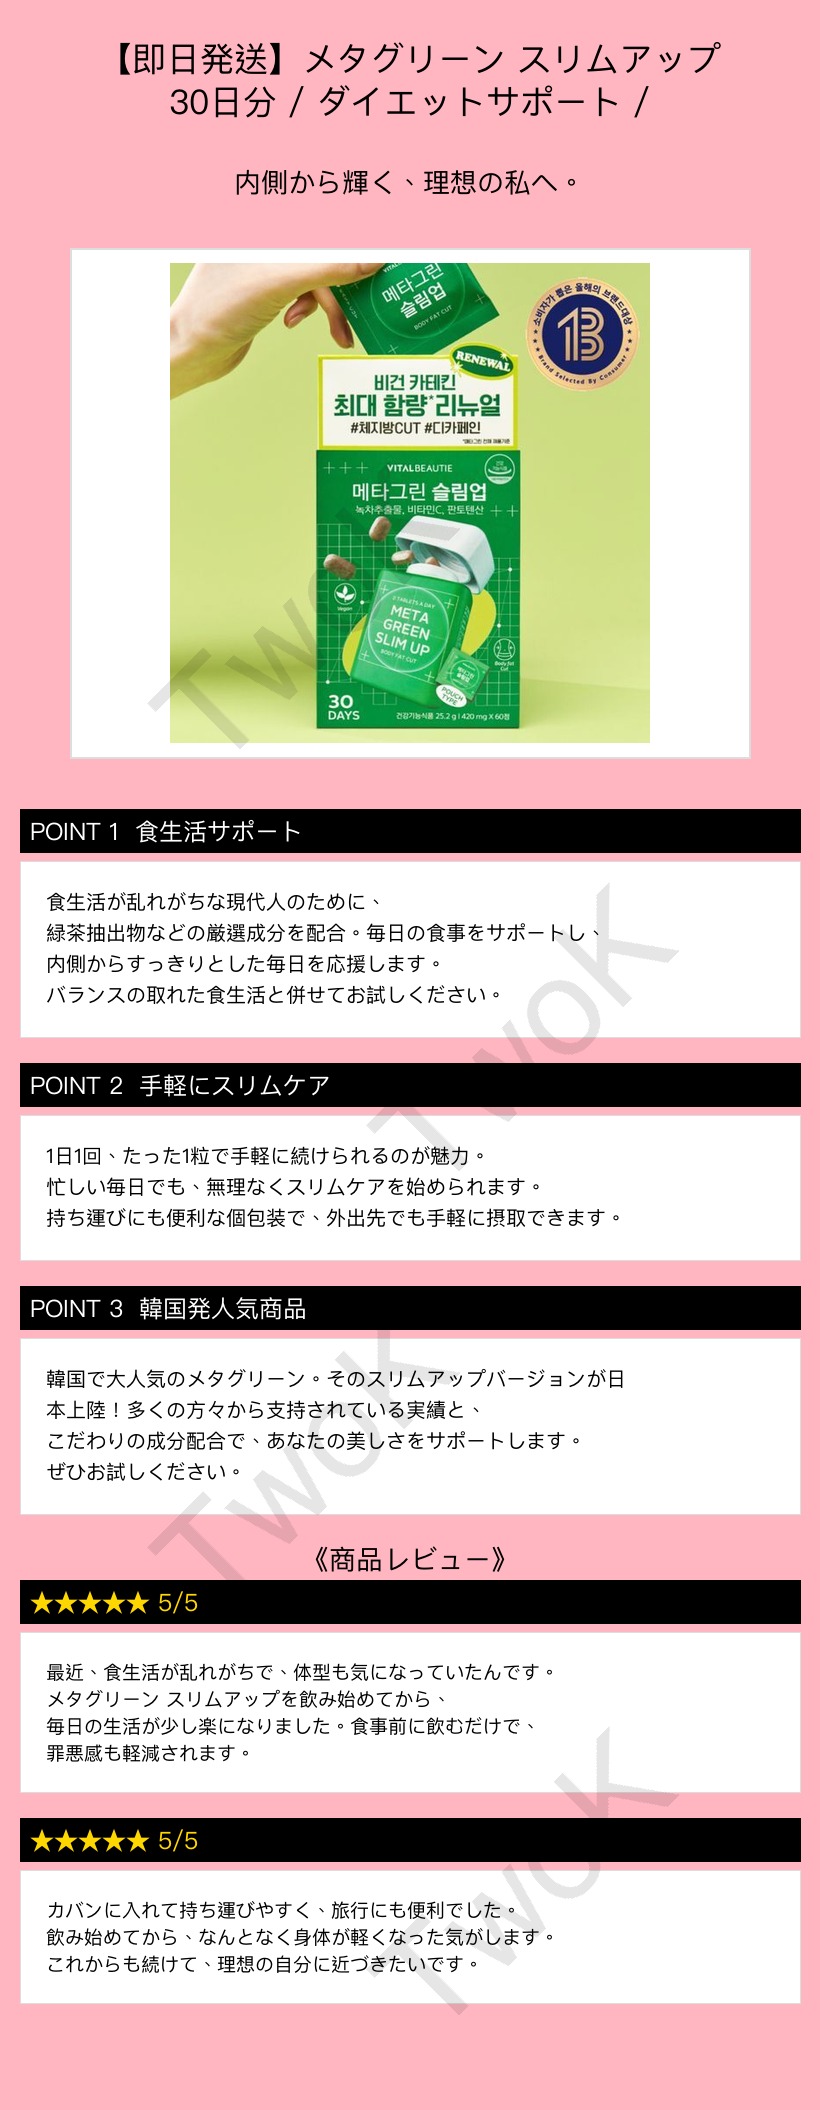 【即日発送】メタグリーン スリムアップ
30日分 / ダイエットサポート /
内側から輝く、理想の私へ。
메타그린
슬림업
BODY FAT CUT
소비자가 뽑은 올해의 브랜드대상
13
Brand Selected By Consumer
RENEWAL
비건 카테킨
최대 함량*리뉴얼
#체지방CUT #디카페인
VITALBEAUTIE
건강기능식품
메타그린 슬림업
녹차추출물, 비타민C, 판토텐산
Vegan
2 TABLETS A DAY
META
GREEN
SLIM UP
BODY FAT CUT
Body Fat
Cut
메타그린
슬림업
POUCH
TYPE
30
DAYS
건강기능식품 25.2 g | 420 mg X 60정
POINT 1 食生活サポート
食生活が乱れがちな現代人のために、
緑茶抽出物などの厳選成分を配合。毎日の食事をサポートし、
内側からすっきりとした毎日を応援します。
バランスの取れた食生活と併せてお試しください。
POINT 2 手軽にスリムケア
1日1回、たった1粒で手軽に続けられるのが魅力。
忙しい毎日でも、無理なくスリムケアを始められます。
持ち運びにも便利な個包装で、外出先でも手軽に摂取できます。
POINT 3 韓国発人気商品
韓国で大人気のメタグリーン。そのスリムアップバージョンが日
本上陸！多くの方々から支持されている実績と、
こだわりの成分配合で、あなたの美しさをサポートします。
ぜひお試しください。
《商品レビュー》
★★★★★ 5/5
最近、食生活が乱れがちで、体型も気になっていたんです。
メタグリーン スリムアップを飲み始めてから、
毎日の生活が少し楽になりました。食事前に飲むだけで、
罪悪感も軽減されます。
★★★★★ 5/5
カバンに入れて持ち運びやすく、旅行にも便利でした。
飲み始めてから、なんとなく身体が軽くなった気がします。
これからも続けて、理想の自分に近づきたいです。
TwoK
TwoK
TwoK
TwoK